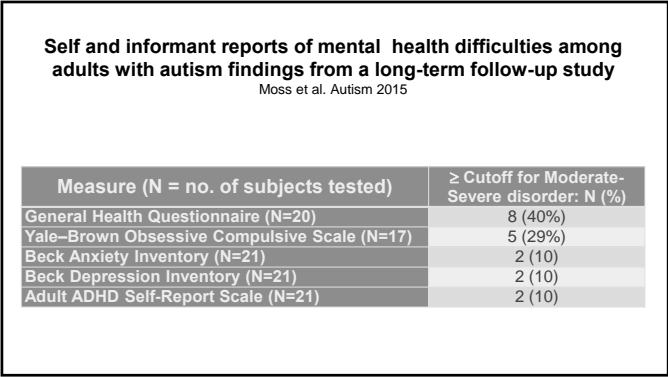 Self and informant reports of mental health difficulties among
adults with autism findings from a long-term follow-up study
Moss et al. Autism 2015
Measure (N = no. of subjects tested)
≥ Cutoff for Moderate-
Severe disorder: N (%)
General Health Questionnaire (N=20) 8 (40%)
Yale–Brown Obsessive Compulsive Scale (N=17) 5 (29%)
Beck Anxiety Inventory (N=21) 2 (10)
Beck Depression Inventory (N=21) 2 (10)
Adult ADHD Self-Report Scale (N=21) 2 (10)